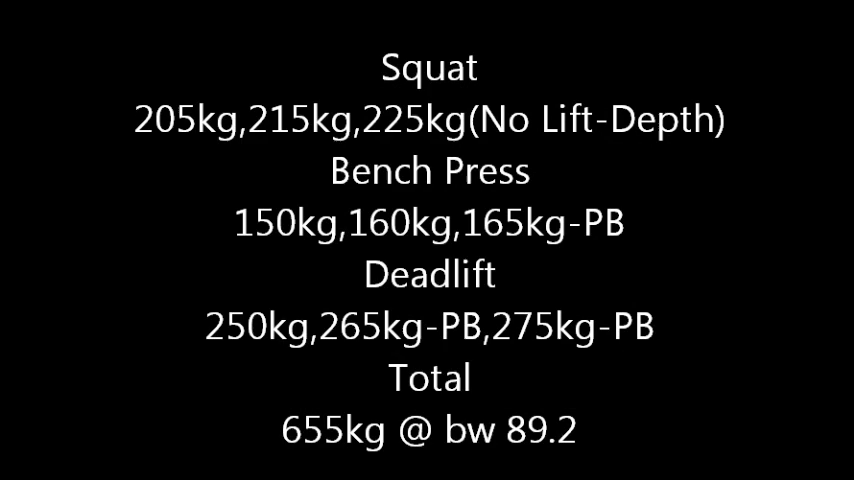 Squat
205kg,215kg,225kg(No Lift-Depth)
Bench Press
150kg,160kg,165kg-PB
Deadlift
250kg,265kg-PB,275kg-PB
Total
655kg @ bw 89.2